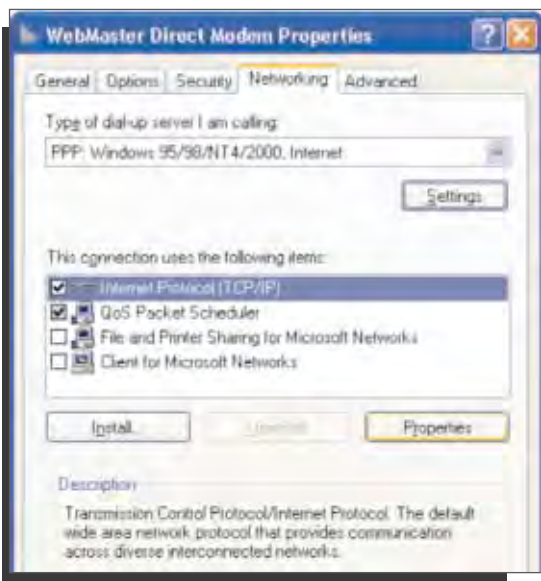 WebMaster Direct Modem Properties
General Options Security Networking Advanced
Type of dial-up server I am calling:
PPP: Windows 95/98/NT4/2000, Internet
Settings
This connection uses the following items:
Internet Protocol (TCP/IP)
QoS Packet Scheduler
File and Printer Sharing for Microsoft Networks
Client for Microsoft Networks
Install... Uninstall Properties
Description
Transmission Control Protocol/Internet Protocol. The default
wide area network protocol that provides communication
across diverse interconnected networks.